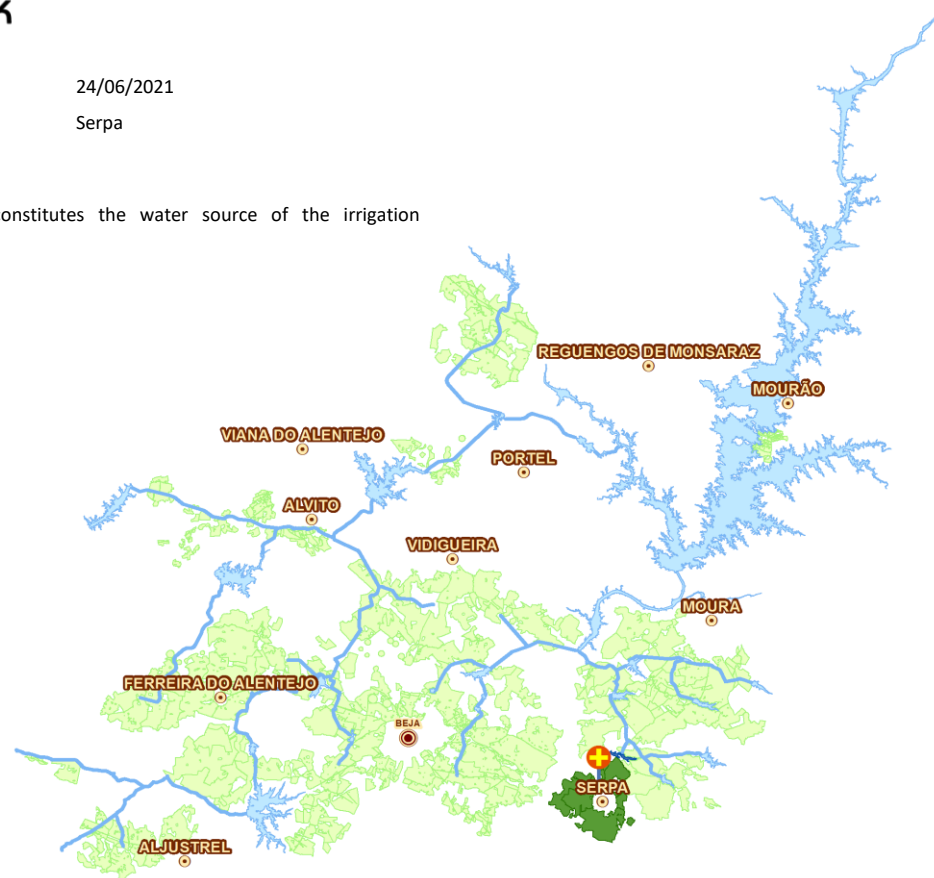 24/06/2021
Serpa
constitutes the water source of the irrigation
REGUENGOS DE MONSARAZ
MOURÃO
VIANA DO ALENTEJO
PORTEL
ALVITO
VIDIGUEIRA
MOURA
FERREIRA DO ALENTEJO
BEJA
SERPA
ALJUSTREL